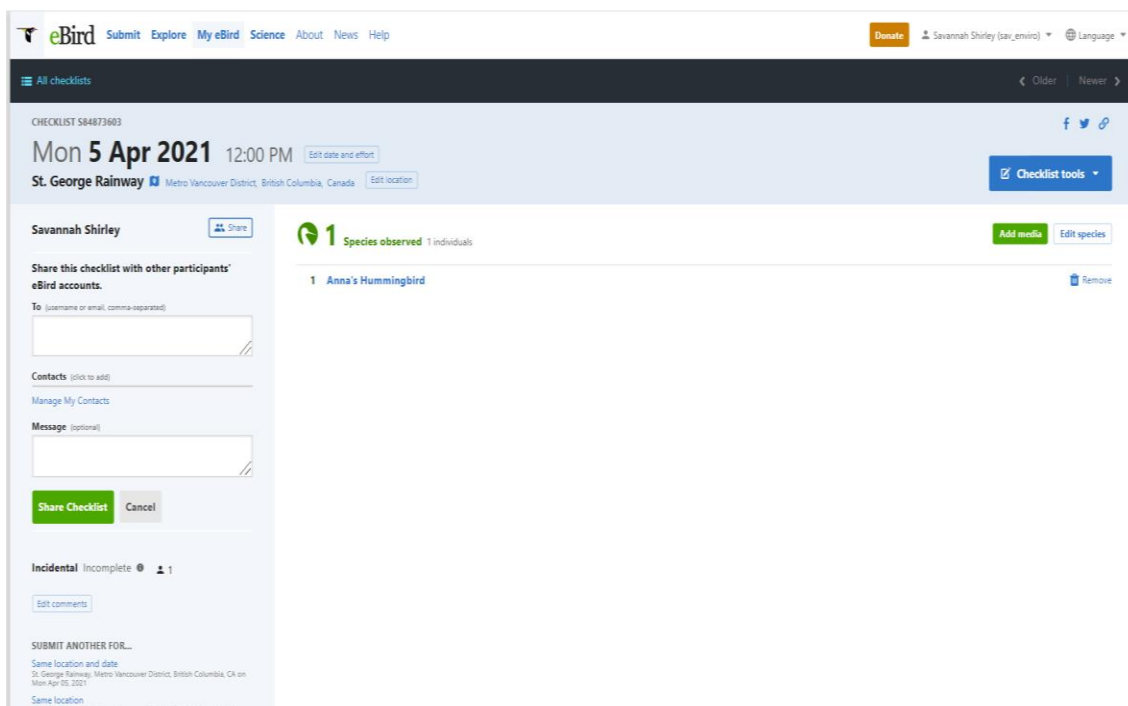 eBird Submit Explore My eBird Science About News Help Donate Savannah Shirley (sav_enviro) Language
All checklists Older Newer
CHECKLIST S84873603
Mon 5 Apr 2021 12:00 PM Edit date and effort
St. George Rainway Metro Vancouver District, British Columbia, Canada Edit location
Checklist tools
Savannah Shirley Share
1 Species observed 1 individuals
Add media Edit species
Share this checklist with other participants'
eBird accounts.
1 Anna's Hummingbird Remove
To (username or email, comma-separated)
Contacts (click to add)
Manage My Contacts
Message (optional)
Share Checklist Cancel
Incidental Incomplete 1
Edit comments
SUBMIT ANOTHER FOR...
Same location and date
St. George Rainway, Metro Vancouver District, British Columbia, CA on
Mon Apr 05, 2021
Same location